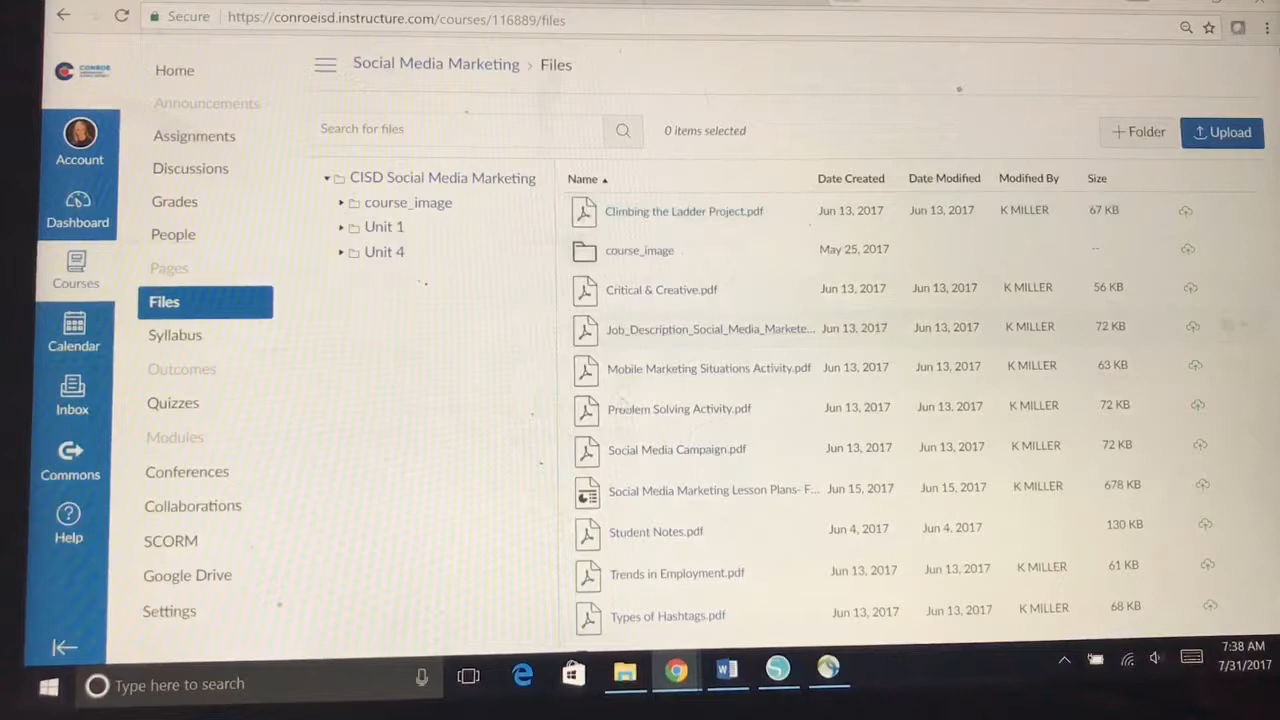 Secure https://conroeisd.instructure.com/courses/116889/files
CONROE
Account
Dashboard
Courses
Calendar
Inbox
Commons
Help
Home
Announcements
Assignments
Discussions
Grades
People
Pages
Files
Syllabus
Outcomes
Quizzes
Modules
Conferences
Collaborations
SCORM
Google Drive
Settings
Social Media Marketing › Files
Search for files
0 items selected
+ Folder
Upload
CISD Social Media Marketing
course_image
Unit 1
Unit 4
Name Date Created Date Modified Modified By Size
Climbing the Ladder Project.pdf Jun 13, 2017 Jun 13, 2017 K MILLER 67 KB
course_image May 25, 2017 --
Critical & Creative.pdf Jun 13, 2017 Jun 13, 2017 K MILLER 56 KB
Job_Description_Social_Media_Markete... Jun 13, 2017 Jun 13, 2017 K MILLER 72 KB
Mobile Marketing Situations Activity.pdf Jun 13, 2017 Jun 13, 2017 K MILLER 63 KB
Problem Solving Activity.pdf Jun 13, 2017 Jun 13, 2017 K MILLER 72 KB
Social Media Campaign.pdf Jun 13, 2017 Jun 13, 2017 K MILLER 72 KB
Social Media Marketing Lesson Plans- F... Jun 15, 2017 Jun 15, 2017 K MILLER 678 KB
Student Notes.pdf Jun 4, 2017 Jun 4, 2017 130 KB
Trends in Employment.pdf Jun 13, 2017 Jun 13, 2017 K MILLER 61 KB
Types of Hashtags.pdf Jun 13, 2017 Jun 13, 2017 K MILLER 68 KB
Type here to search
7:38 AM
7/31/2017